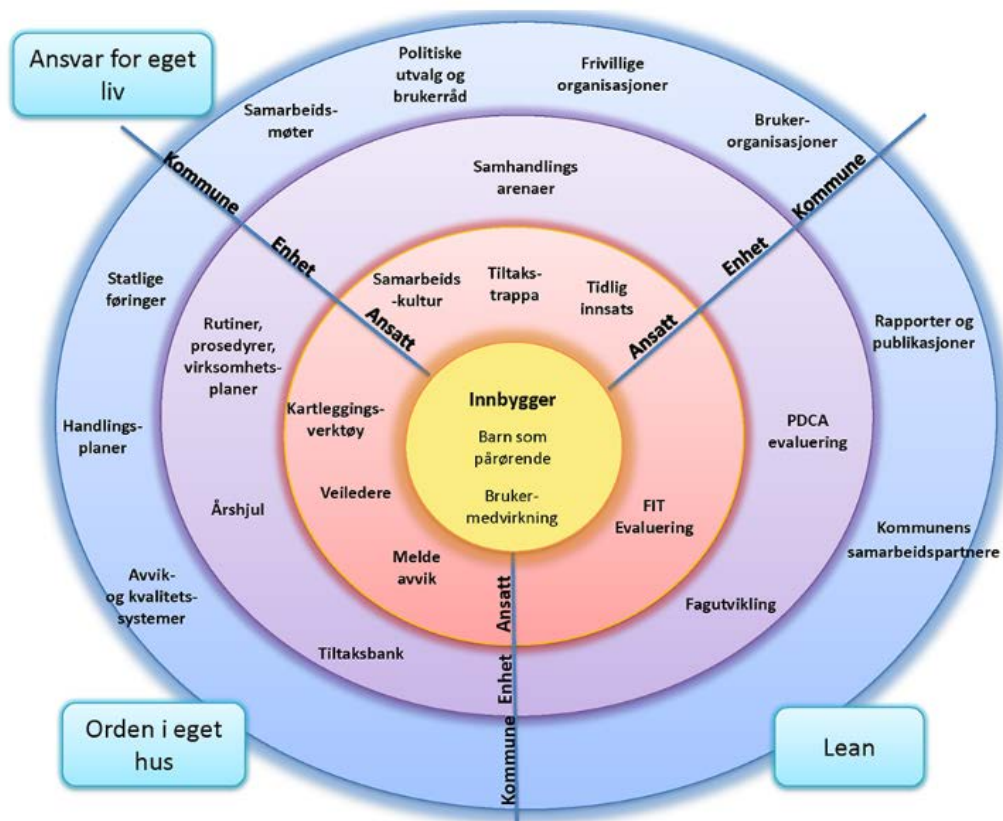 Ansvar for eget
liv
Politiske
utvalg og
brukerråd
Frivillige
organisasjoner
Samarbeids-
møter
Bruker-
organisasjoner
Kommune
Kommune
Samhandlings
arenaer
Enhet
Enhet
Samarbeids
-kultur
Tiltaks-
trappa
Tidlig
innsats
Ansatt
Ansatt
Statlige
føringer
Rutiner,
prosedyrer,
virksomhets-
planer
Rapporter og
publikasjoner
Innbygger
Barn som
pårørende
Bruker-
medvirkning
Kartleggings-
verktøy
Handlings-
planer
PDCA
evaluering
Veiledere
Årshjul
FIT
Evaluering
Kommunens
samarbeidspartnere
Melde
avvik
Avvik-
og kvalitets-
systemer
Ansatt
Fagutvikling
Tiltaksbank
Enhet
Kommune
Orden i eget
hus
Lean